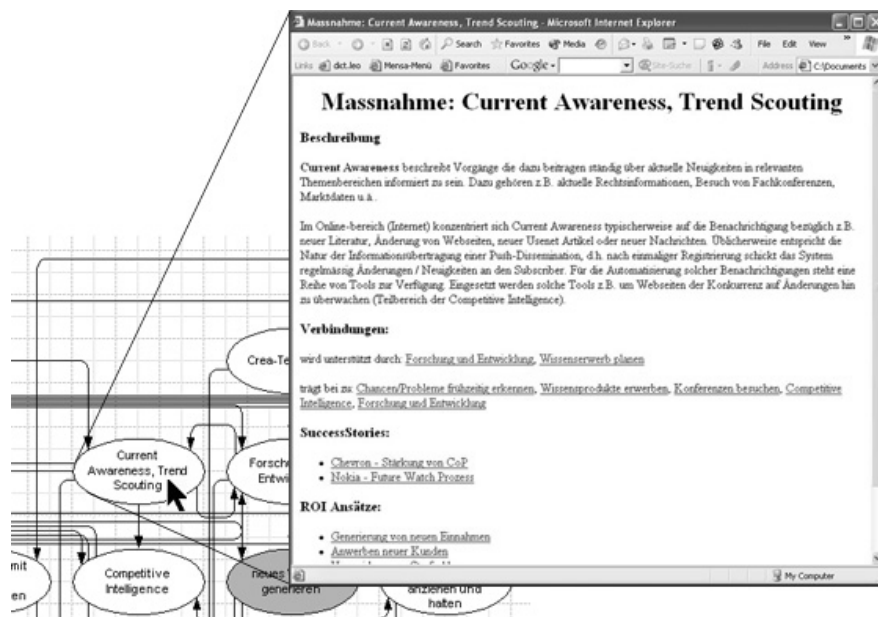 Massnahme: Current Awareness, Trend Scouting - Microsoft Internet Explorer
Back Search Favorites Media File Edit View
Links dict.leo Mensa-Menü Favorites Google Site-Suche Address C:\Documents
Massnahme: Current Awareness, Trend Scouting
Beschreibung
Current Awareness beschreibt Vorgänge die dazu beitragen ständig über aktuelle Neuigkeiten in relevanten
Themenbereichen informiert zu sein. Dazu gehören z.B. aktuelle Rechtsinformationen, Besuch von Fachkonferenzen,
Marktdaten u.ä..
Im Online-bereich (Internet) konzentriert sich Current Awareness typischerweise auf die Benachrichtigung bezüglich z.B.
neuer Literatur, Änderung von Webseiten, neuer Usenet Artikel oder neuer Nachrichten. Üblicherweise entspricht die
Natur der Informationsübertragung einer Push-Dissemination, d.h. nach einmaliger Registrierung schickt das System
regelmässig Änderungen / Neuigkeiten an den Subscriber. Für die Automatisierung solcher Benachrichtigungen steht eine
Reihe von Tools zur Verfügung. Eingesetzt werden solche Tools z.B. um Webseiten der Konkurrenz auf Änderungen hin
zu überwachen (Teilbereich der Competitive Intelligence).
Verbindungen:
wird unterstützt durch: Forschung und Entwicklung, Wissenserwerb planen
trägt bei zu: Chancen/Probleme frühzeitig erkennen, Wissensprodukte erwerben, Konferenzen besuchen, Competitive
Intelligence, Forschung und Entwicklung
SuccessStories:
Chevron - Stärkung von CoP
Nokia - Future Watch Prozess
ROI Ansätze:
Generierung von neuen Einnahmen
Anwerben neuer Kunden
My Computer
Crea-Te
Current
Awareness, Trend
Scouting
Forsch
Entwi
mit
en
Competitive
Intelligence
neues
generieren
anziehen und
halten